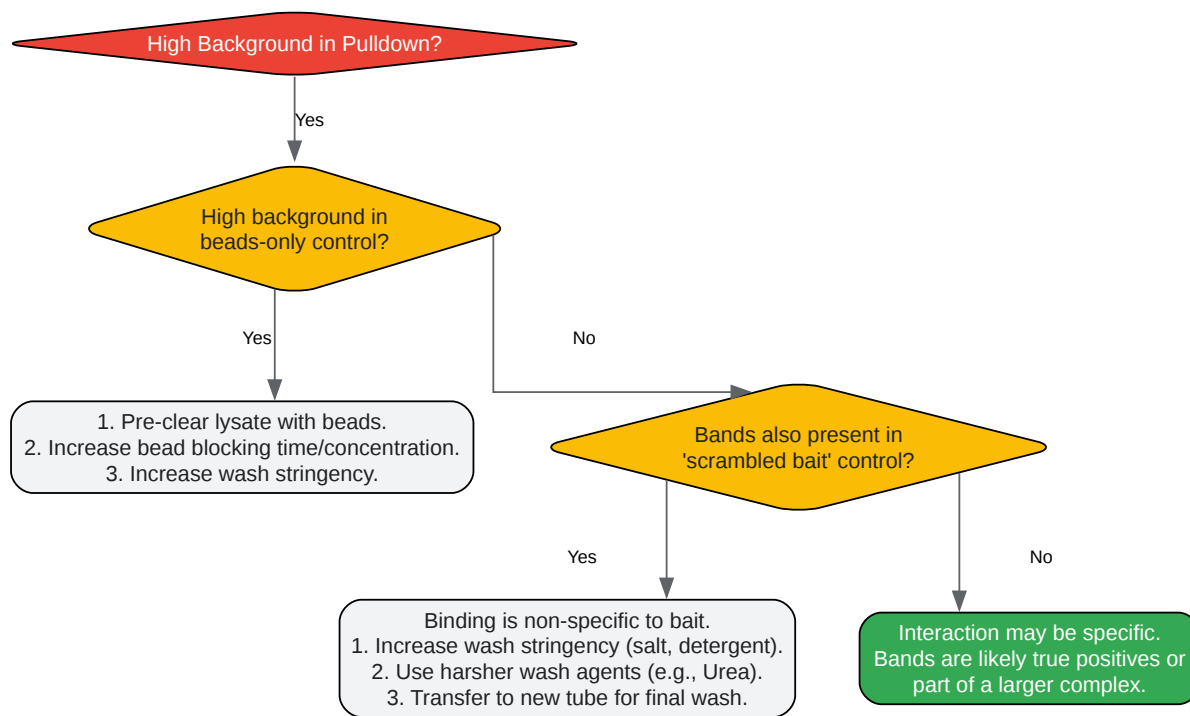 High Background in Pulldown?
Yes
High background in
beads-only control?
Yes
No
1. Pre-clear lysate with beads.
2. Increase bead blocking time/concentration.
3. Increase wash stringency.
Bands also present in
'scrambled bait' control?
Yes
No
Binding is non-specific to bait.
1. Increase wash stringency (salt, detergent).
2. Use harsher wash agents (e.g., Urea).
3. Transfer to new tube for final wash.
Interaction may be specific.
Bands are likely true positives or
part of a larger complex.